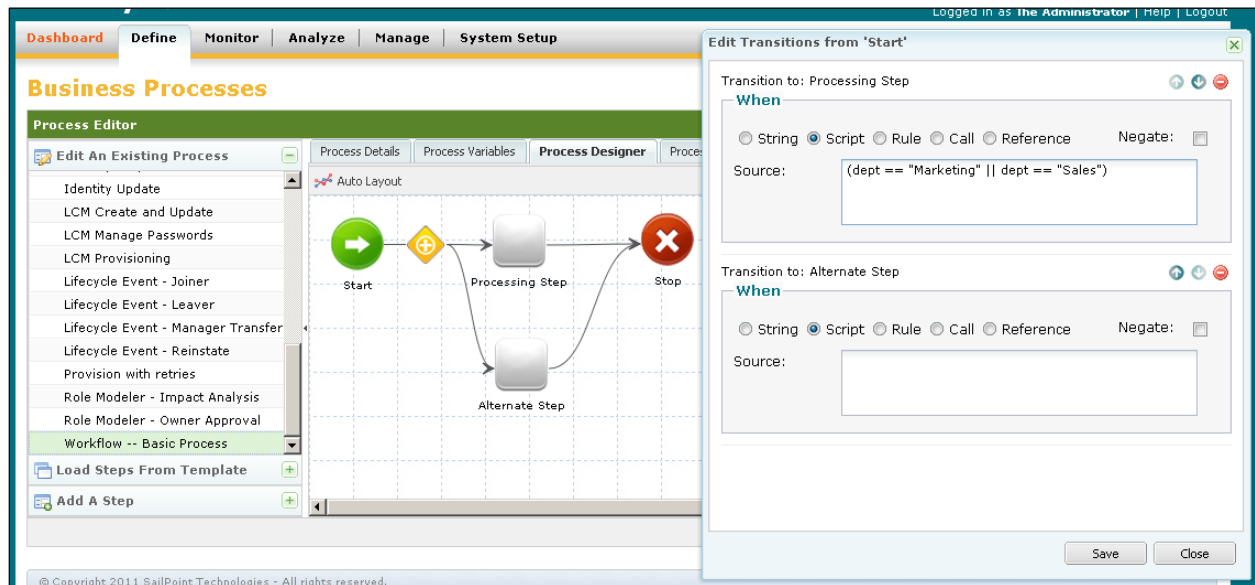 Logged in as The Administrator | Help | Logout
Dashboard Define Monitor Analyze Manage System Setup
Business Processes
Process Editor
Edit An Existing Process
Identity Update
LCM Create and Update
LCM Manage Passwords
LCM Provisioning
Lifecycle Event - Joiner
Lifecycle Event - Leaver
Lifecycle Event - Manager Transfer
Lifecycle Event - Reinstate
Provision with retries
Role Modeler - Impact Analysis
Role Modeler - Owner Approval
Workflow -- Basic Process
Load Steps From Template
Add A Step
Process Details Process Variables Process Designer Proce
Auto Layout
Start
Processing Step
Stop
Alternate Step
Edit Transitions from 'Start'
Transition to: Processing Step
When
String Script Rule Call Reference Negate:
Source: (dept == "Marketing" || dept == "Sales")
Transition to: Alternate Step
When
String Script Rule Call Reference Negate:
Source:
Save Close
© Copyright 2011 SailPoint Technologies - All rights reserved.